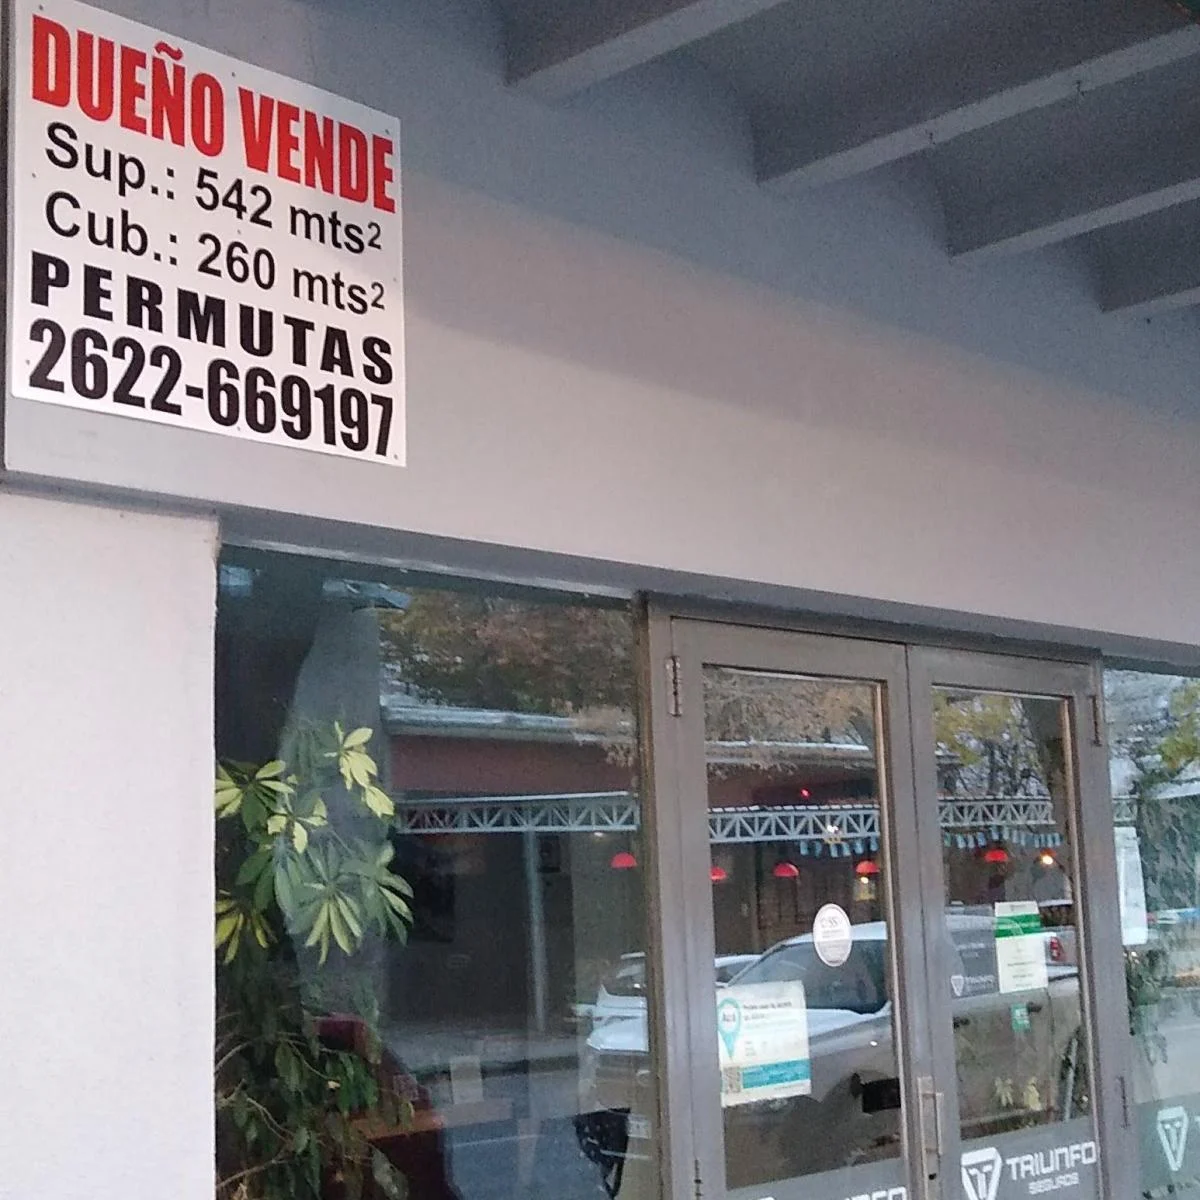 DUEÑO VENDE
Sup.: 542 mts²
Cub.: 260 mts²
PERMUTAS
2622-669197
TRIUNFO
SEGUROS